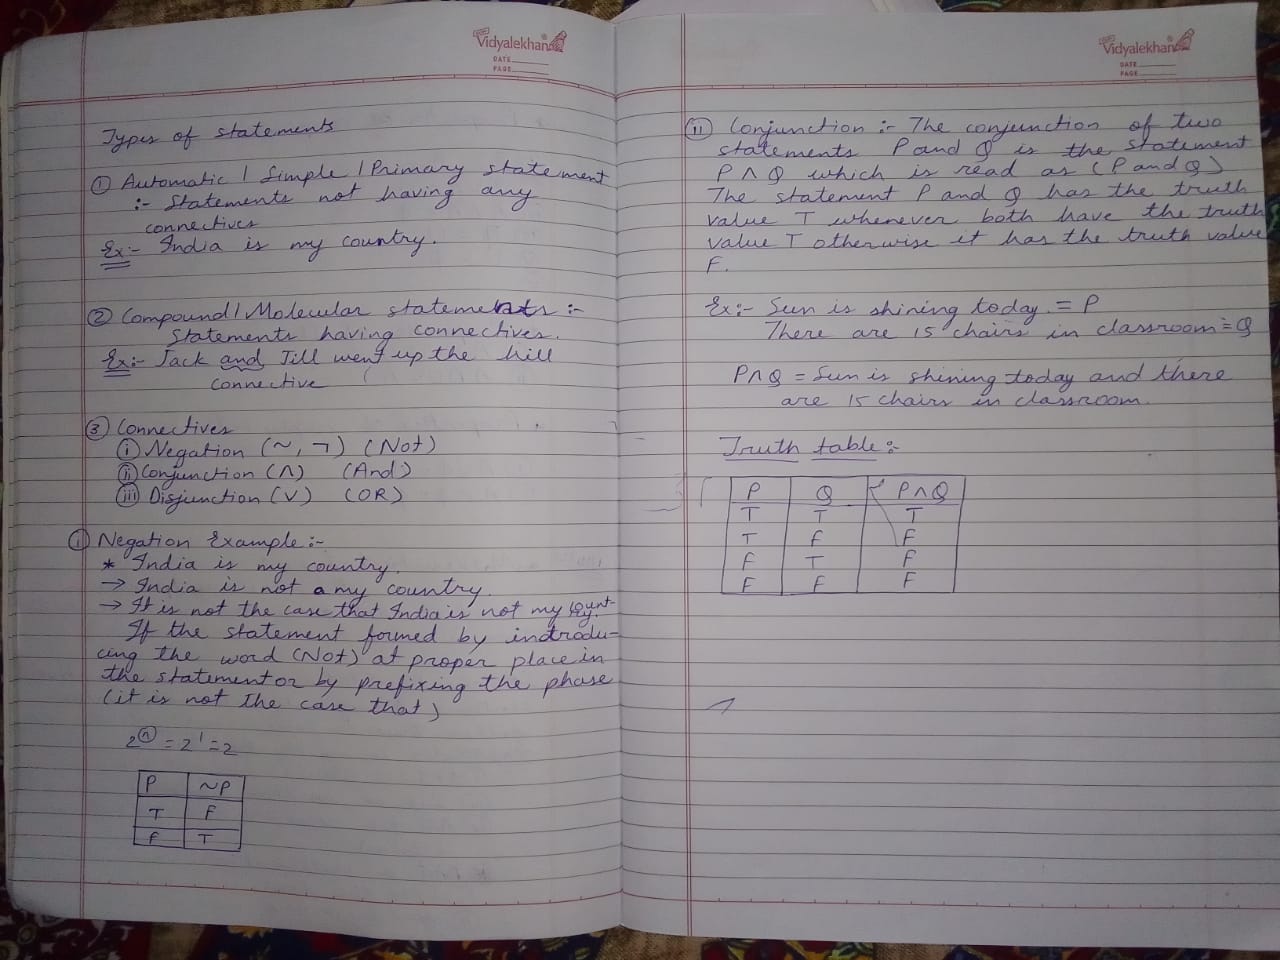 Vidyalekhan
DATE
PAGE
Types of statements
① Automatic / Simple / Primary statement
:- Statements not having any
connectives
Ex:- India is my country.
② Compound / Molecular statements :-
Statements having connectives.
Ex:- Jack and Jill went up the hill
connective
③ Connectives
(i) Negation (~, ¬) (Not)
(ii) Conjunction (∧) (And)
(iii) Disjunction (∨) (OR)
(i) Negation Example :-
* India is my country.
→ India is not a my country.
→ It is not the case that India is not my count-
ry.
If the statement formed by indrodu-
cing the word (Not) at proper place in
the statement or by prefixing the phase
(it is not the case that)
2ⁿ = 2¹ = 2
P ~P
T F
F T
Vidyalekhan
DATE
PAGE
(ii) Conjunction :- The conjunction of two
statements P and Q is the statement
P ∧ Q which is read as (P and Q)
The statement P and Q has the truth
value T whenever both have the truth
value T otherwise it has the truth value
F.
Ex:- Sun is shining today. = P
There are 15 chairs in classroom = Q
P∧Q = Sun is shining today and there
are 15 chairs in classroom.
Truth table :-
P Q P∧Q
T T T
T F F
F T F
F F F